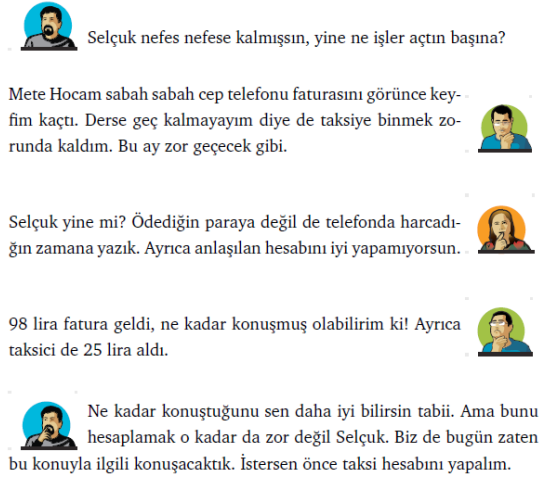 Selçuk nefes nefese kalmışsın, yine ne işler açtın başına?
Mete Hocam sabah sabah cep telefonu faturasını görünce key-
fim kaçtı. Derse geç kalmayayım diye de taksiye binmek zo-
runda kaldım. Bu ay zor geçecek gibi.
Selçuk yine mi? Ödediğin paraya değil de telefonda harcadı-
ğın zamana yazık. Ayrıca anlaşılan hesabını iyi yapamıyorsun.
98 lira fatura geldi, ne kadar konuşmuş olabilirim ki! Ayrıca
taksici de 25 lira aldı.
Ne kadar konuştuğunu sen daha iyi bilirsin tabii. Ama bunu
hesaplamak o kadar da zor değil Selçuk. Biz de bugün zaten
bu konuyla ilgili konuşacaktık. İstersen önce taksi hesabını yapalım.